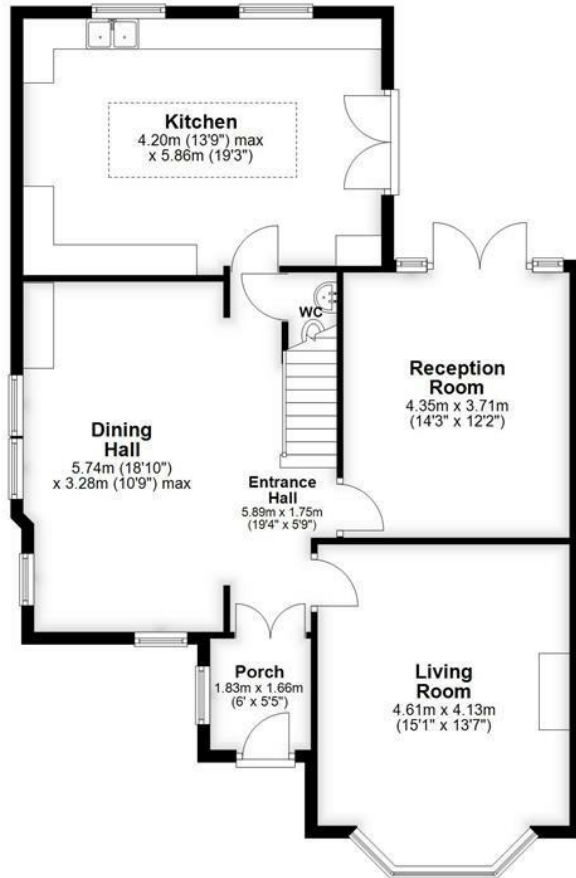 Kitchen
4.20m (13'9") max
x 5.86m (19'3")
WC
Reception
Room
4.35m x 3.71m
(14'3" x 12'2")
Dining
Hall
5.74m (18'10")
x 3.28m (10'9") max
Entrance
Hall
5.89m x 1.75m
(19'4" x 5'9")
Porch
1.83m x 1.66m
(6' x 5'5")
Living
Room
4.61m x 4.13m
(15'1" x 13'7")